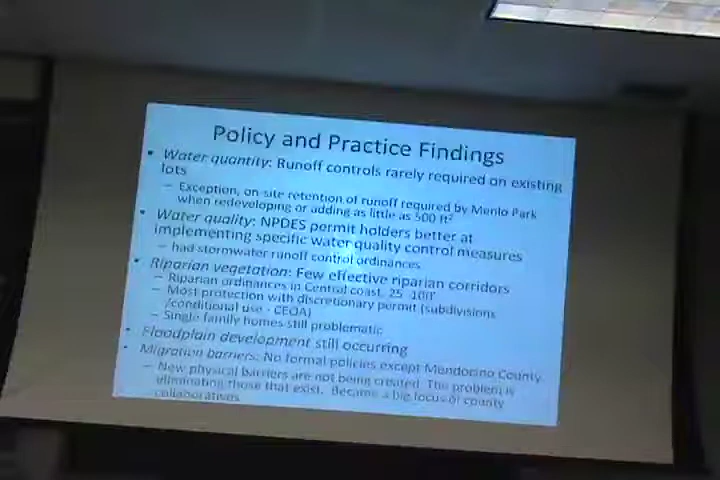 Policy and Practice Findings
• Water quantity: Runoff controls rarely required on existing
lots
– Exception, on-site retention of runoff required by Menlo Park
when redeveloping or adding as little as 500 ft²
• Water quality: NPDES permit holders better at
implementing specific water quality control measures
– had stormwater runoff control ordinances
• Riparian vegetation: Few effective riparian corridors
– Riparian ordinances in Central coast, 25'-100'
– Most protection with discretionary permit (subdivisions
/conditional use - CEQA)
– Single family homes still problematic
• Floodplain development still occurring
• Migration barriers: No formal policies except Mendocino County
– New physical barriers are not being created. The problem is
eliminating those that exist. Became a big focus of county
collaboratives